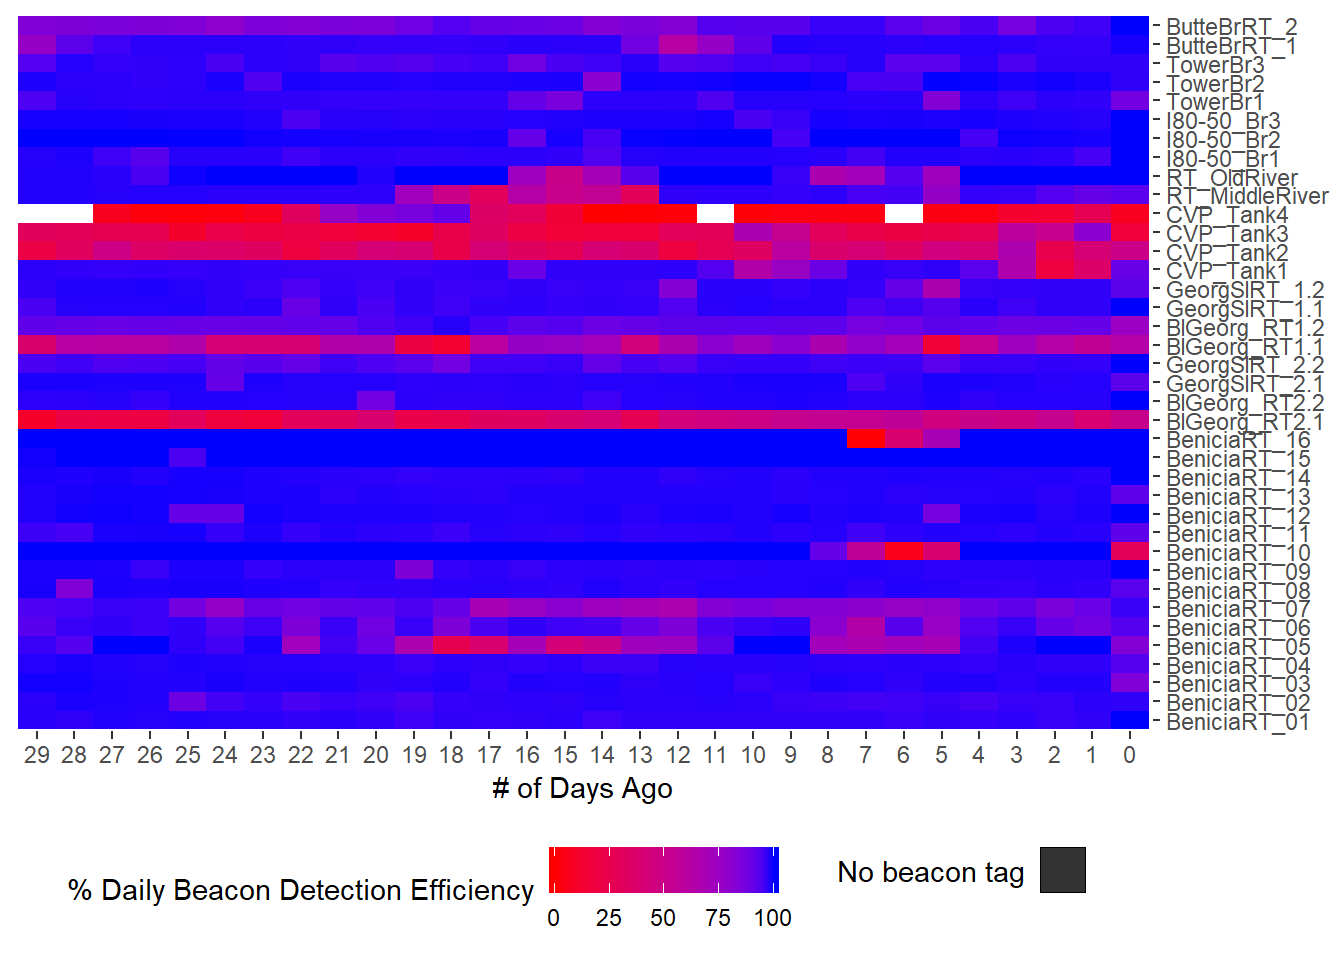 ButteBrRT_2
ButteBrRT_1
TowerBr3
TowerBr2
TowerBr1
I80-50_Br3
I80-50_Br2
I80-50_Br1
RT_OldRiver
RT_MiddleRiver
CVP_Tank4
CVP_Tank3
CVP_Tank2
CVP_Tank1
GeorgSlRT_1.2
GeorgSlRT_1.1
BlGeorg_RT1.2
BlGeorg_RT1.1
GeorgSlRT_2.2
GeorgSlRT_2.1
BlGeorg_RT2.2
BlGeorg_RT2.1
BeniciaRT_16
BeniciaRT_15
BeniciaRT_14
BeniciaRT_13
BeniciaRT_12
BeniciaRT_11
BeniciaRT_10
BeniciaRT_09
BeniciaRT_08
BeniciaRT_07
BeniciaRT_06
BeniciaRT_05
BeniciaRT_04
BeniciaRT_03
BeniciaRT_02
BeniciaRT_01
29 28 27 26 25 24 23 22 21 20 19 18 17 16 15 14 13 12 11 10 9 8 7 6 5 4 3 2 1 0
# of Days Ago
% Daily Beacon Detection Efficiency
0 25 50 75 100
No beacon tag